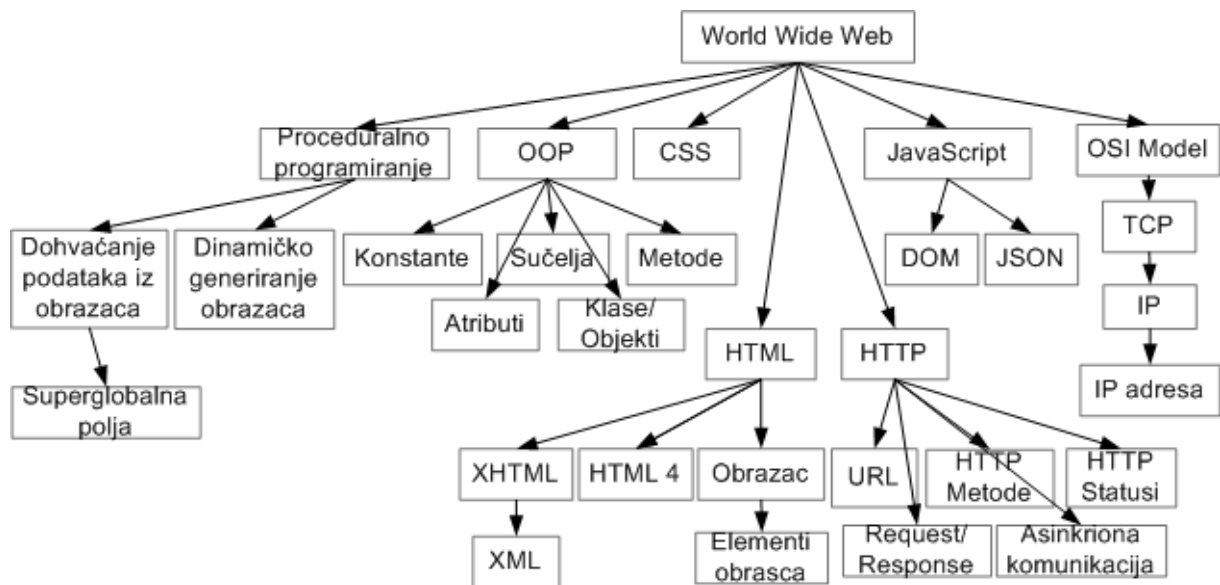 World Wide Web
Proceduralno
programiranje
OOP
CSS
JavaScript
OSI Model
Dohvaćanje
podataka iz
obrazaca
Dinamičko
generiranje
obrazaca
Konstante
Sučelja
Metode
DOM
JSON
TCP
Atributi
Klase/
Objekti
IP
HTML
HTTP
IP adresa
Superglobalna
polja
XHTML
HTML 4
Obrazac
URL
HTTP
Metode
HTTP
Statusi
XML
Elementi
obrasca
Request/
Response
Asinkriona
komunikacija